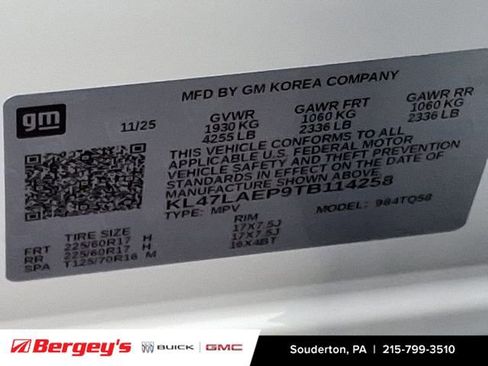 gm
MFD BY GM KOREA COMPANY
11/25
GVWR
1930 KG
4255 LB
GAWR FRT
1060 KG
2336 LB
GAWR RR
1060 KG
2336 LB
THIS VEHICLE CONFORMS TO ALL
APPLICABLE U.S. FEDERAL MOTOR
VEHICLE SAFETY AND THEFT PREVENTION
STANDARDS IN EFFECT ON THE DATE OF
MANUFACTURE SHOWN ABOVE.
KL47LAEP9TB114258
TYPE: MPV
MODEL: 984TQ58
TIRE SIZE
RIM
FRT 225/60R17 H 17X7.5J
RR 225/60R17 H 17X7.5J
SPA T125/70R16 M 16X4BT
Bergey's BUICK GMC
Souderton, PA | 215-799-3510